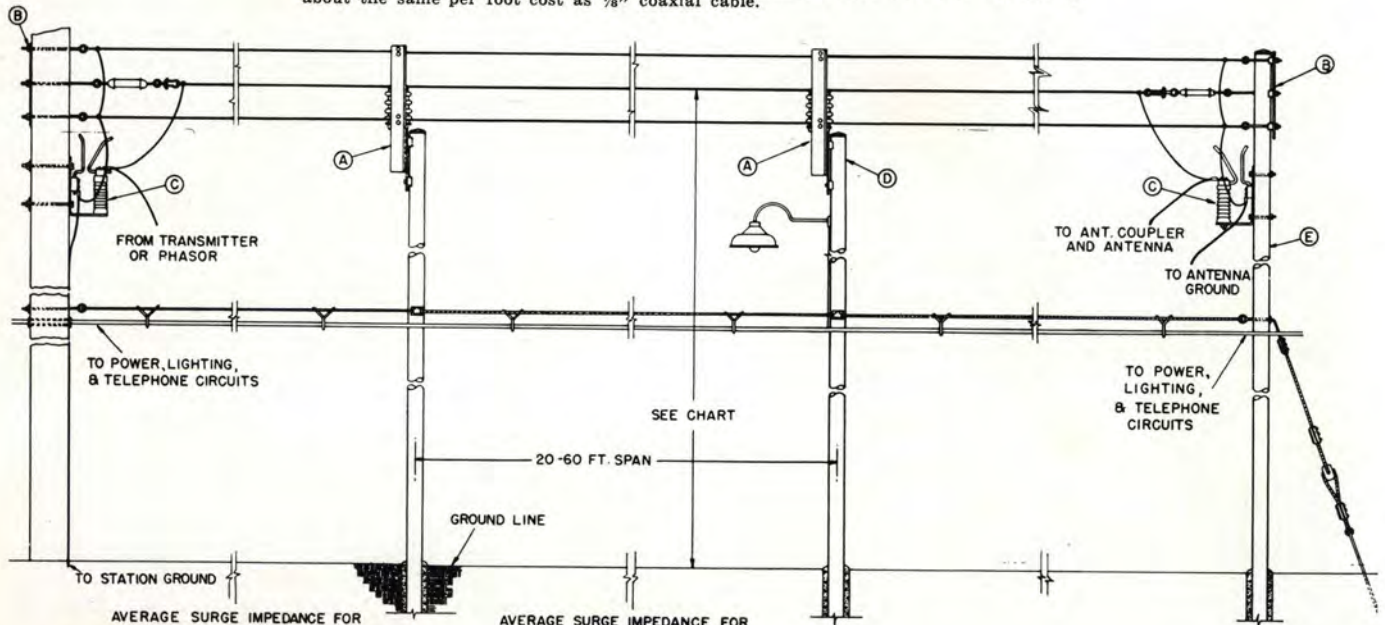 about the same per foot cost as ⅞" coaxial cable.
B
B
A
A
D
C
C
E
FROM TRANSMITTER
OR PHASOR
TO ANT. COUPLER
AND ANTENNA
TO ANTENNA
GROUND
TO POWER, LIGHTING,
& TELEPHONE CIRCUITS
TO POWER,
LIGHTING,
& TELEPHONE
CIRCUITS
SEE CHART
20-60 FT. SPAN
GROUND LINE
TO STATION GROUND
AVERAGE SURGE IMPEDANCE FOR
AVERAGE SURGE IMPEDANCE FOR